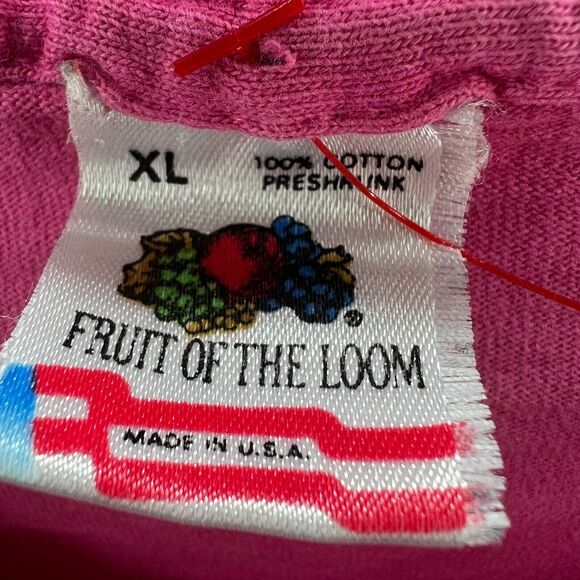 XL
100% COTTON
PRESHRUNK
®
FRUIT OF THE LOOM
MADE IN U.S.A.